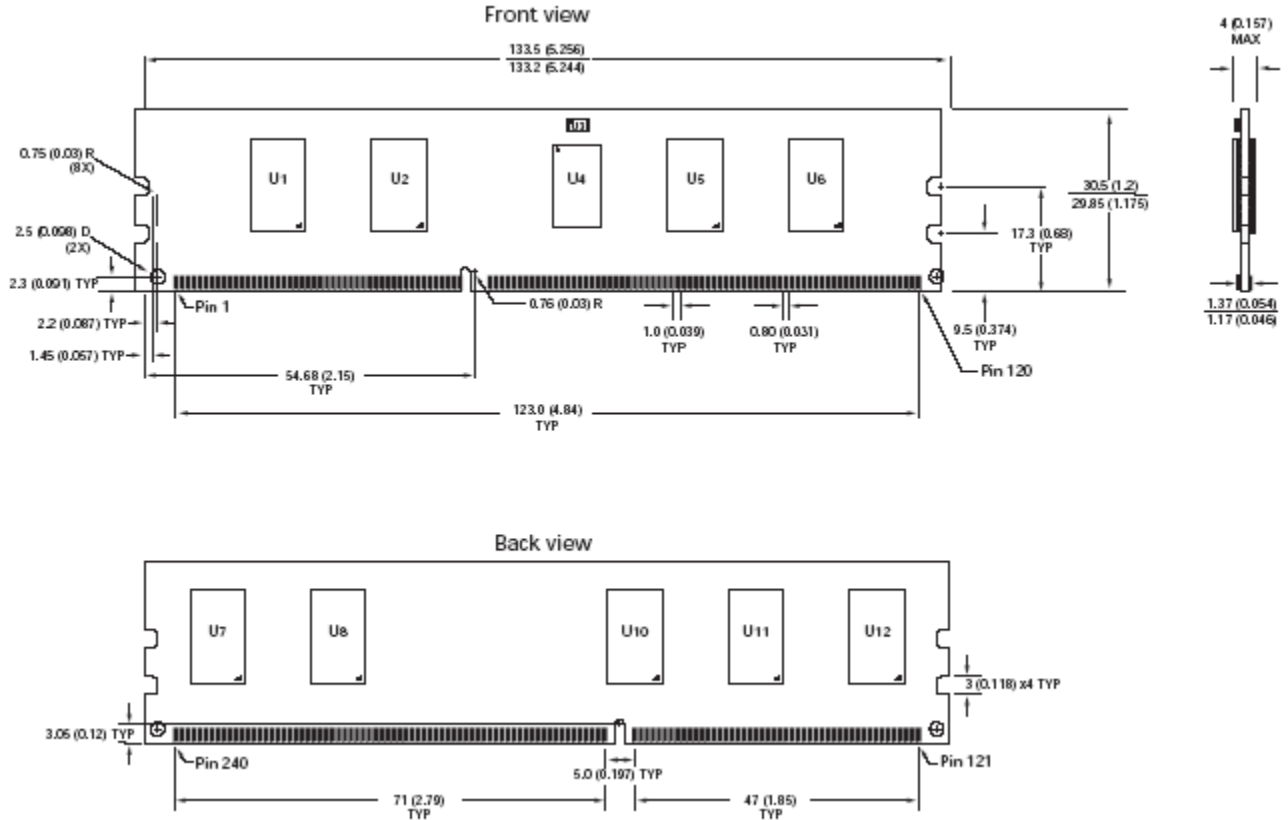 Front view
133.5 (5.256)
133.2 (5.244)
4 (0.157)
MAX
U3
0.75 (0.03) R
(8X)
U1
U2
U4
U5
U6
30.5 (1.2)
29.85 (1.175)
2.5 (0.098) D
(2X)
17.3 (0.68)
TYP
2.3 (0.091) TYP
Pin 1
0.76 (0.03) R
2.2 (0.087) TYP
1.0 (0.039)
TYP
0.80 (0.031)
TYP
9.5 (0.374)
TYP
1.37 (0.054)
1.17 (0.046)
1.45 (0.057) TYP
Pin 120
54.68 (2.15)
TYP
123.0 (4.84)
TYP
Back view
U7
U8
U10
U11
U12
3 (0.118) x4 TYP
3.05 (0.12) TYP
Pin 240
5.0 (0.197) TYP
Pin 121
71 (2.79)
TYP
47 (1.85)
TYP